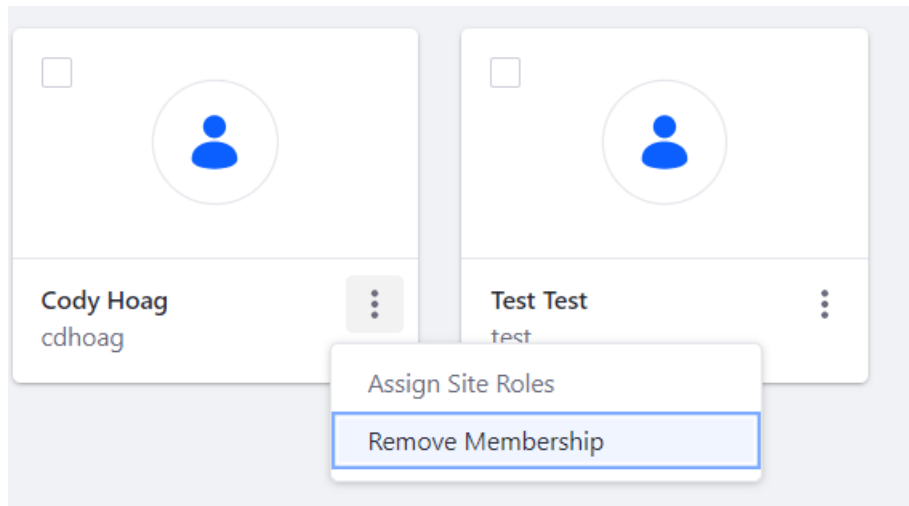 Cody Hoag
cdhoag
Test Test
test
Assign Site Roles
Remove Membership